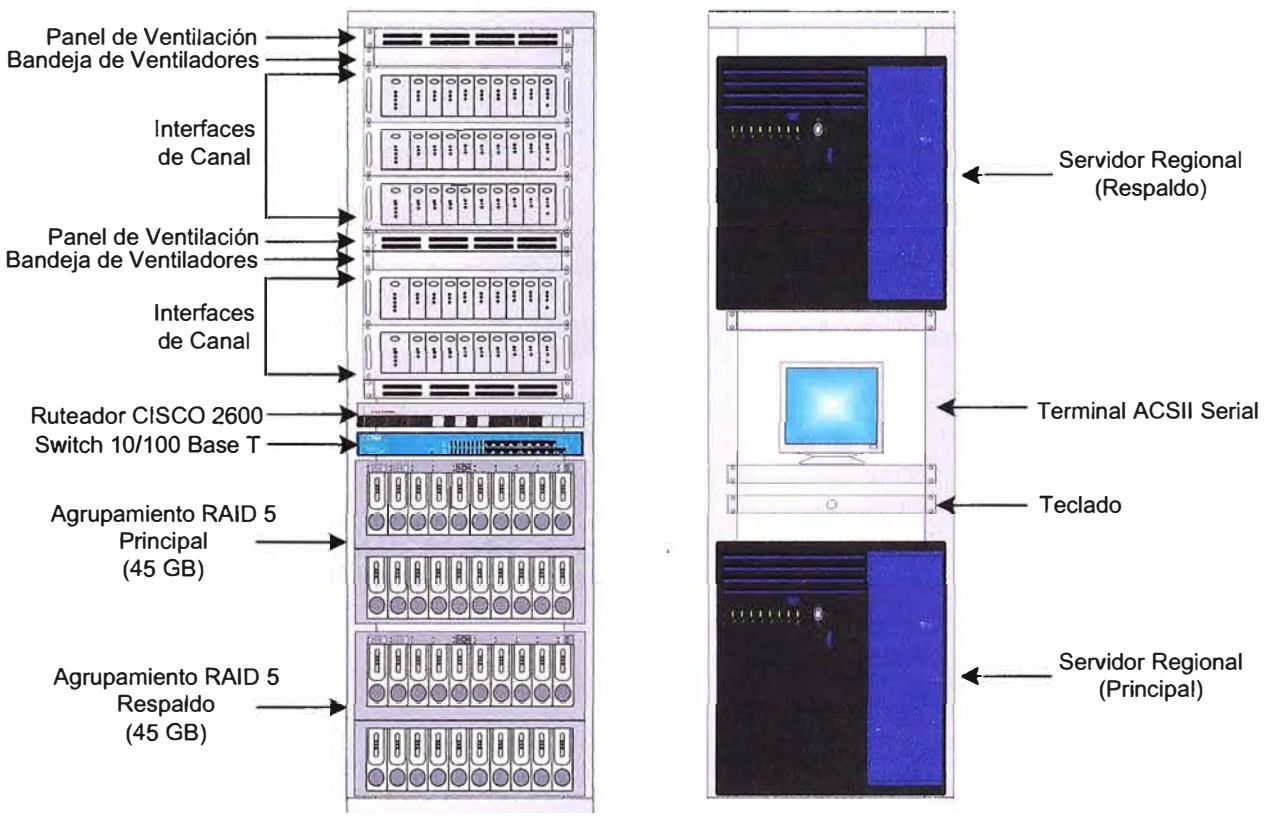 Panel de Ventilación
Bandeja de Ventiladores
Interfaces
de Canal
Panel de Ventilación
Bandeja de Ventiladores
Interfaces
de Canal
Ruteador CISCO 2600
Switch 10/100 Base T
Agrupamiento RAID 5
Principal
(45 GB)
Agrupamiento RAID 5
Respaldo
(45 GB)
Servidor Regional
(Respaldo)
Terminal ACSII Serial
Teclado
Servidor Regional
(Principal)